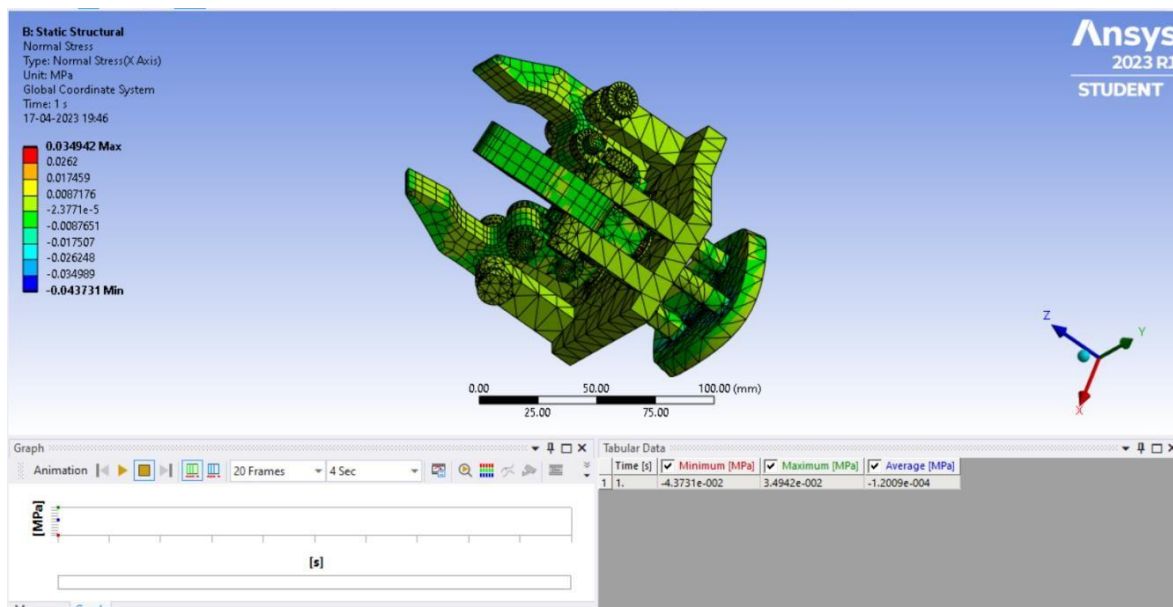 B: Static Structural
Normal Stress
Type: Normal Stress(X Axis)
Unit: MPa
Global Coordinate System
Time: 1 s
17-04-2023 19:46
0.034942 Max
0.0262
0.017459
0.0087176
-2.3771e-5
-0.0087651
-0.017507
-0.026248
-0.034989
-0.043731 Min
Ansys
2023 R1
STUDENT
Z
Y
X
0.00 50.00 100.00 (mm)
25.00 75.00
Graph
Animation 20 Frames 4 Sec
[MPa]
[s]
Tabular Data
Time [s] Minimum [MPa] Maximum [MPa] Average [MPa]
1 1. -4.3731e-002 3.4942e-002 -1.2009e-004